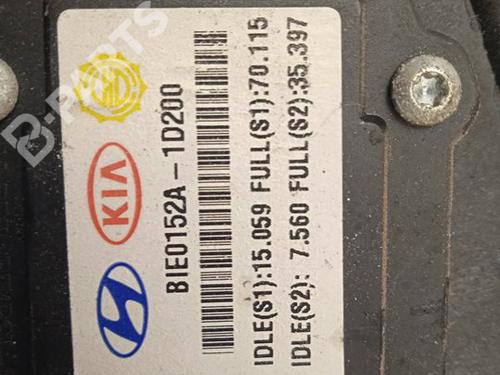 KIA
B1E0152A-1D200
IDLE(S1):15.059 FULL(S1):70.115
IDLE(S2): 7.560 FULL(S2):35.397
B-PARTS